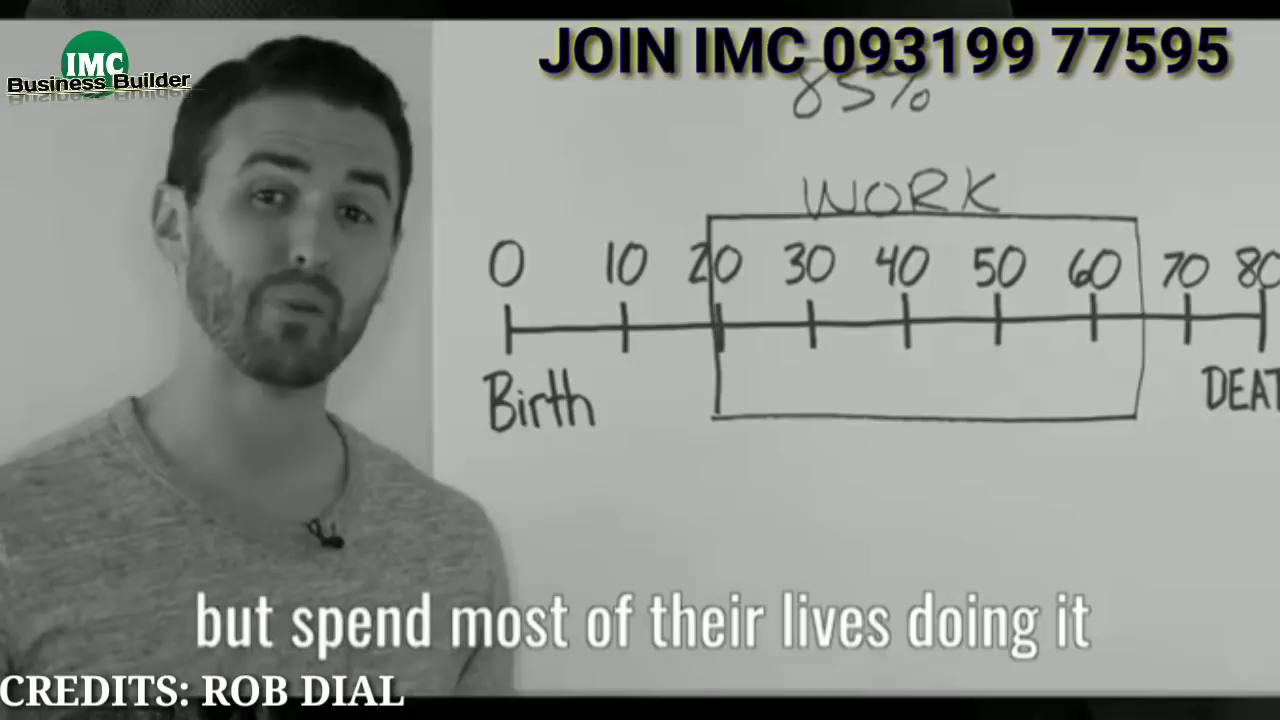 IMC
Business Builder
JOIN IMC 093199 77595
85%
WORK
0 10 20 30 40 50 60 70 80
Birth
DEAT
but spend most of their lives doing it
CREDITS: ROB DIAL